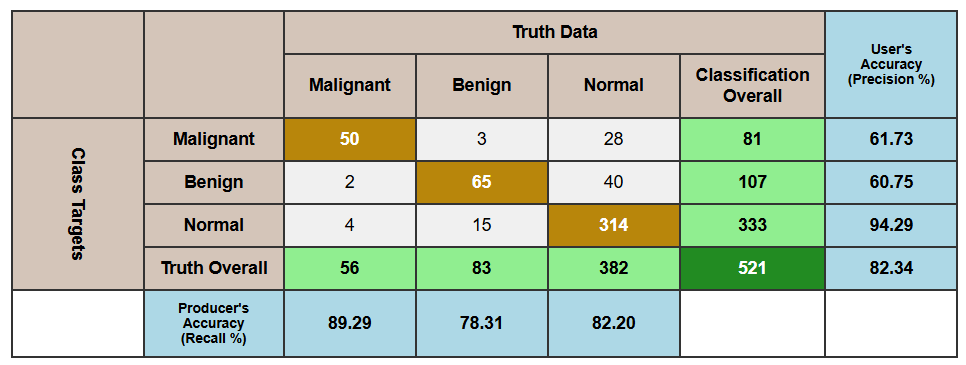 Truth Data
User's
Accuracy
(Precision %)
Malignant Benign Normal Classification
Overall
Class Targets
Malignant 50 3 28 81 61.73
Benign 2 65 40 107 60.75
Normal 4 15 314 333 94.29
Truth Overall 56 83 382 521 82.34
Producer's
Accuracy
(Recall %)
89.29 78.31 82.20